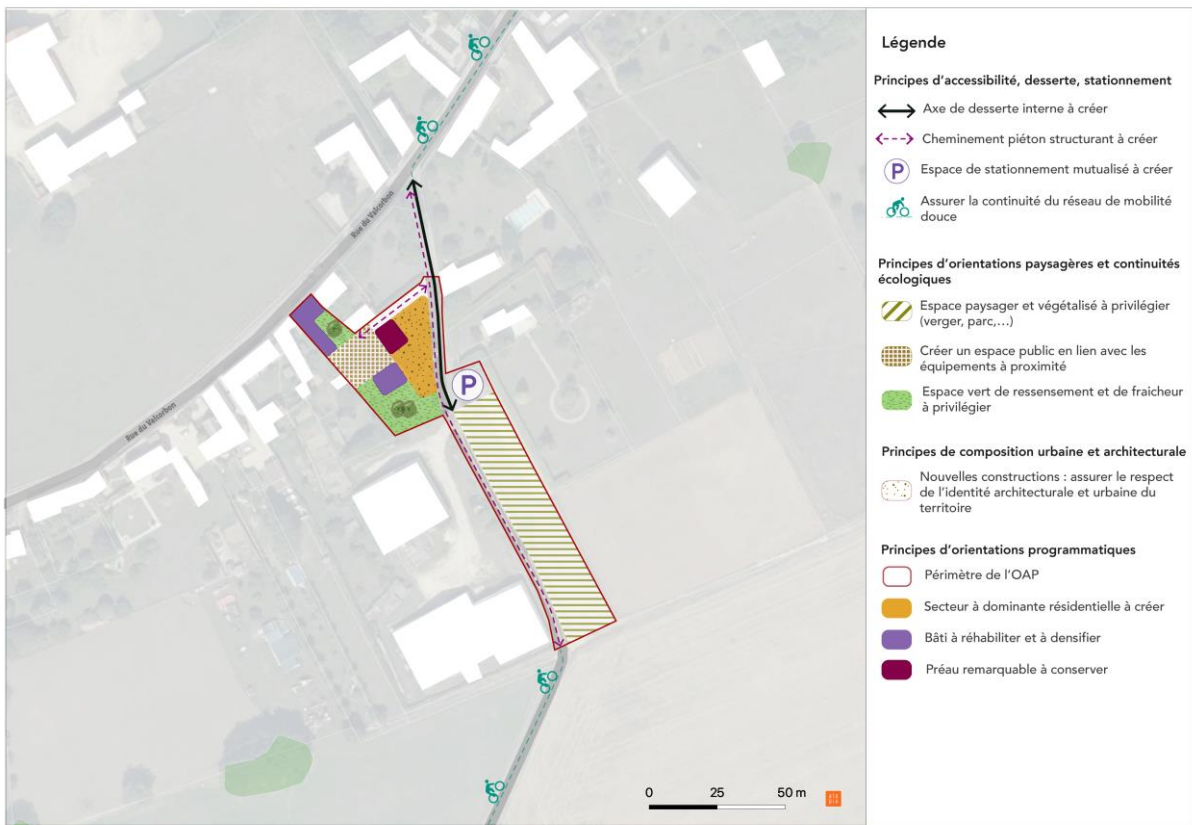 Rue du Valcorbon
Rue du Valcorbon
P
0 25 50 m
Légende
Principes d'accessibilité, desserte, stationnement
Axe de desserte interne à créer
Cheminement piéton structurant à créer
P
Espace de stationnement mutualisé à créer
Assurer la continuité du réseau de mobilité
douce
Principes d'orientations paysagères et continuités
écologiques
Espace paysager et végétalisé à privilégier
(verger, parc,...)
Créer un espace public en lien avec les
équipements à proximité
Espace vert de ressensement et de fraicheur
à privilégier
Principes de composition urbaine et architecturale
Nouvelles constructions : assurer le respect
de l'identité architecturale et urbaine du
territoire
Principes d'orientations programmatiques
Périmètre de l'OAP
Secteur à dominante résidentielle à créer
Bâti à réhabiliter et à densifier
Préau remarquable à conserver